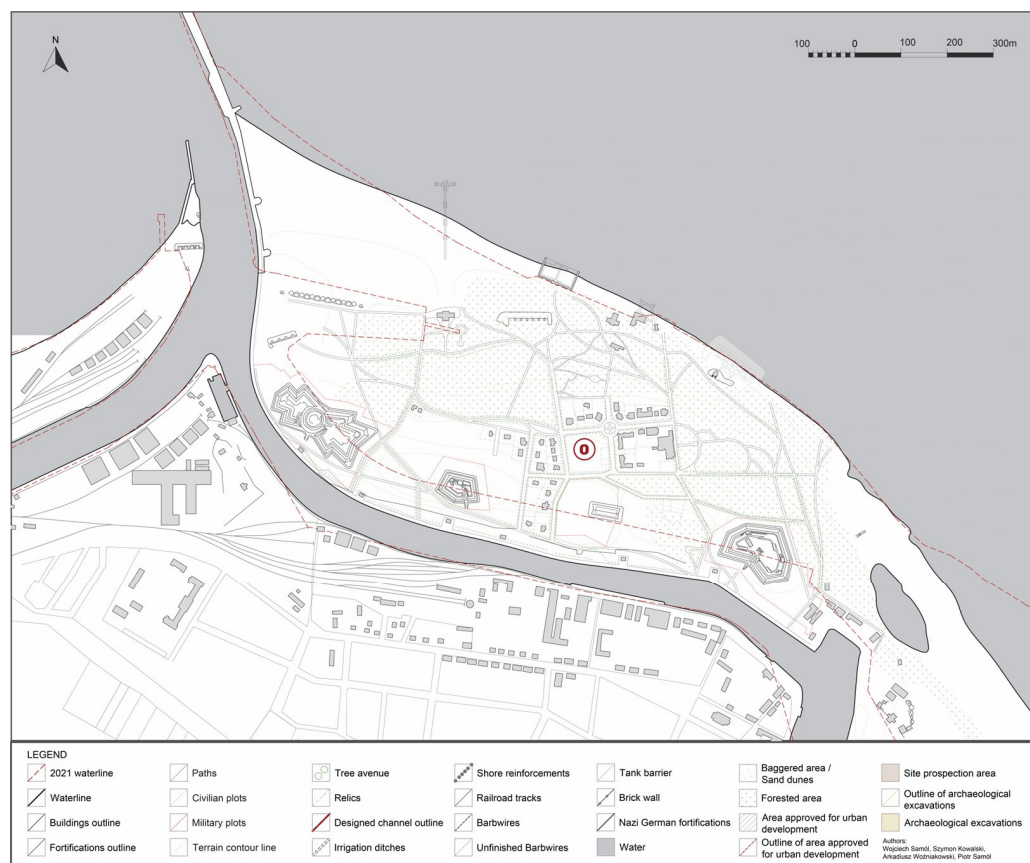 N
100 0 100 200 300m
0
LEGEND
2021 waterline
Waterline
Buildings outline
Fortifications outline
Paths
Civilian plots
Military plots
Terrain contour line
Tree avenue
Relics
Designed channel outline
Irrigation ditches
Shore reinforcements
Railroad tracks
Barbwires
Unfinished Barbwires
Tank barrier
Brick wall
Nazi German fortifications
Water
Baggered area /
Sand dunes
Forested area
Area approved for urban
development
Outline of area approved
for urban development
Site prospection area
Outline of archaeological
excavations
Archaeological excavations
Authors:
Wojciech Samól, Szymon Kowalski,
Arkadiusz Woźniakowski, Piotr Samól